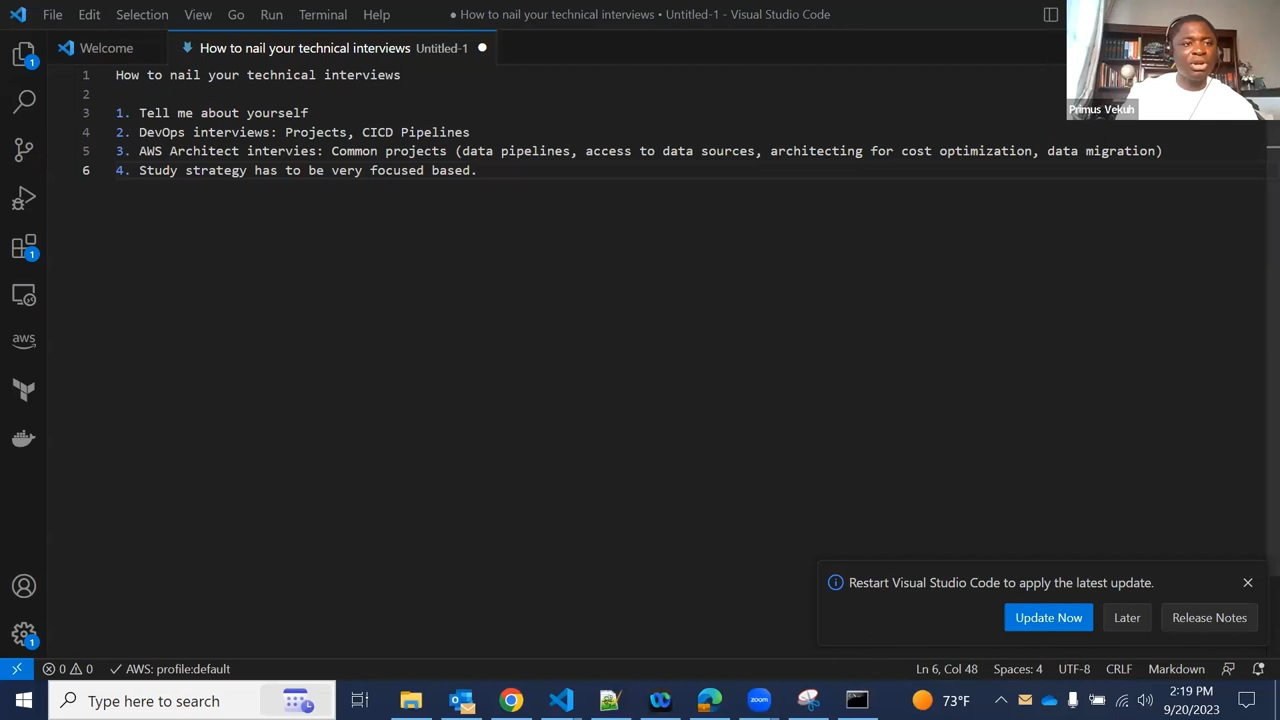 File Edit Selection View Go Run Terminal Help
● How to nail your technical interviews • Untitled-1 - Visual Studio Code
Welcome
How to nail your technical interviews Untitled-1
Primus Vekuh
1 How to nail your technical interviews
2
3 1. Tell me about yourself
4 2. DevOps interviews: Projects, CICD Pipelines
5 3. AWS Architect intervies: Common projects (data pipelines, access to data sources, architecting for cost optimization, data migration)
6 4. Study strategy has to be very focused based.
1
1
aws
1
Restart Visual Studio Code to apply the latest update.
Update Now Later Release Notes
0 0 AWS: profile:default Ln 6, Col 48 Spaces: 4 UTF-8 CRLF Markdown
Type here to search
zoom
73°F
2:19 PM
9/20/2023